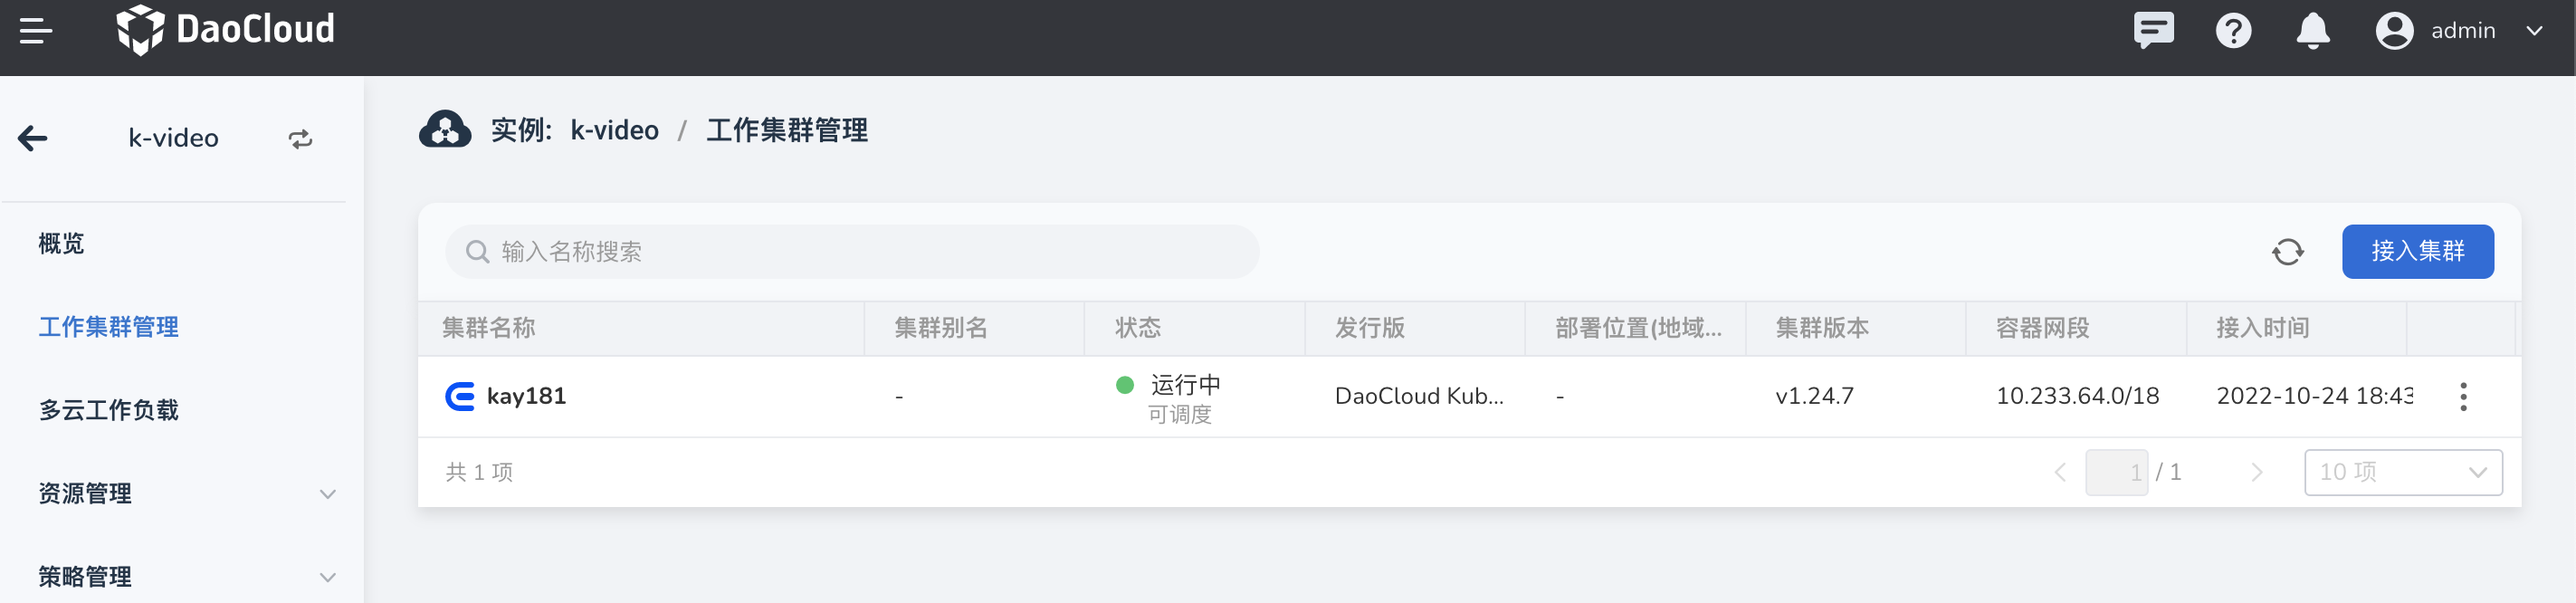 DaoCloud
admin
k-video
概览
工作集群管理
多云工作负载
资源管理
策略管理
实例: k-video / 工作集群管理
输入名称搜索
接入集群
集群名称 集群别名 状态 发行版 部署位置(地域... 集群版本 容器网段 接入时间
kay181 - 运行中 DaoCloud Kub... - v1.24.7 10.233.64.0/18 2022-10-24 18:43
可调度
共 1 项
1 / 1
10 项